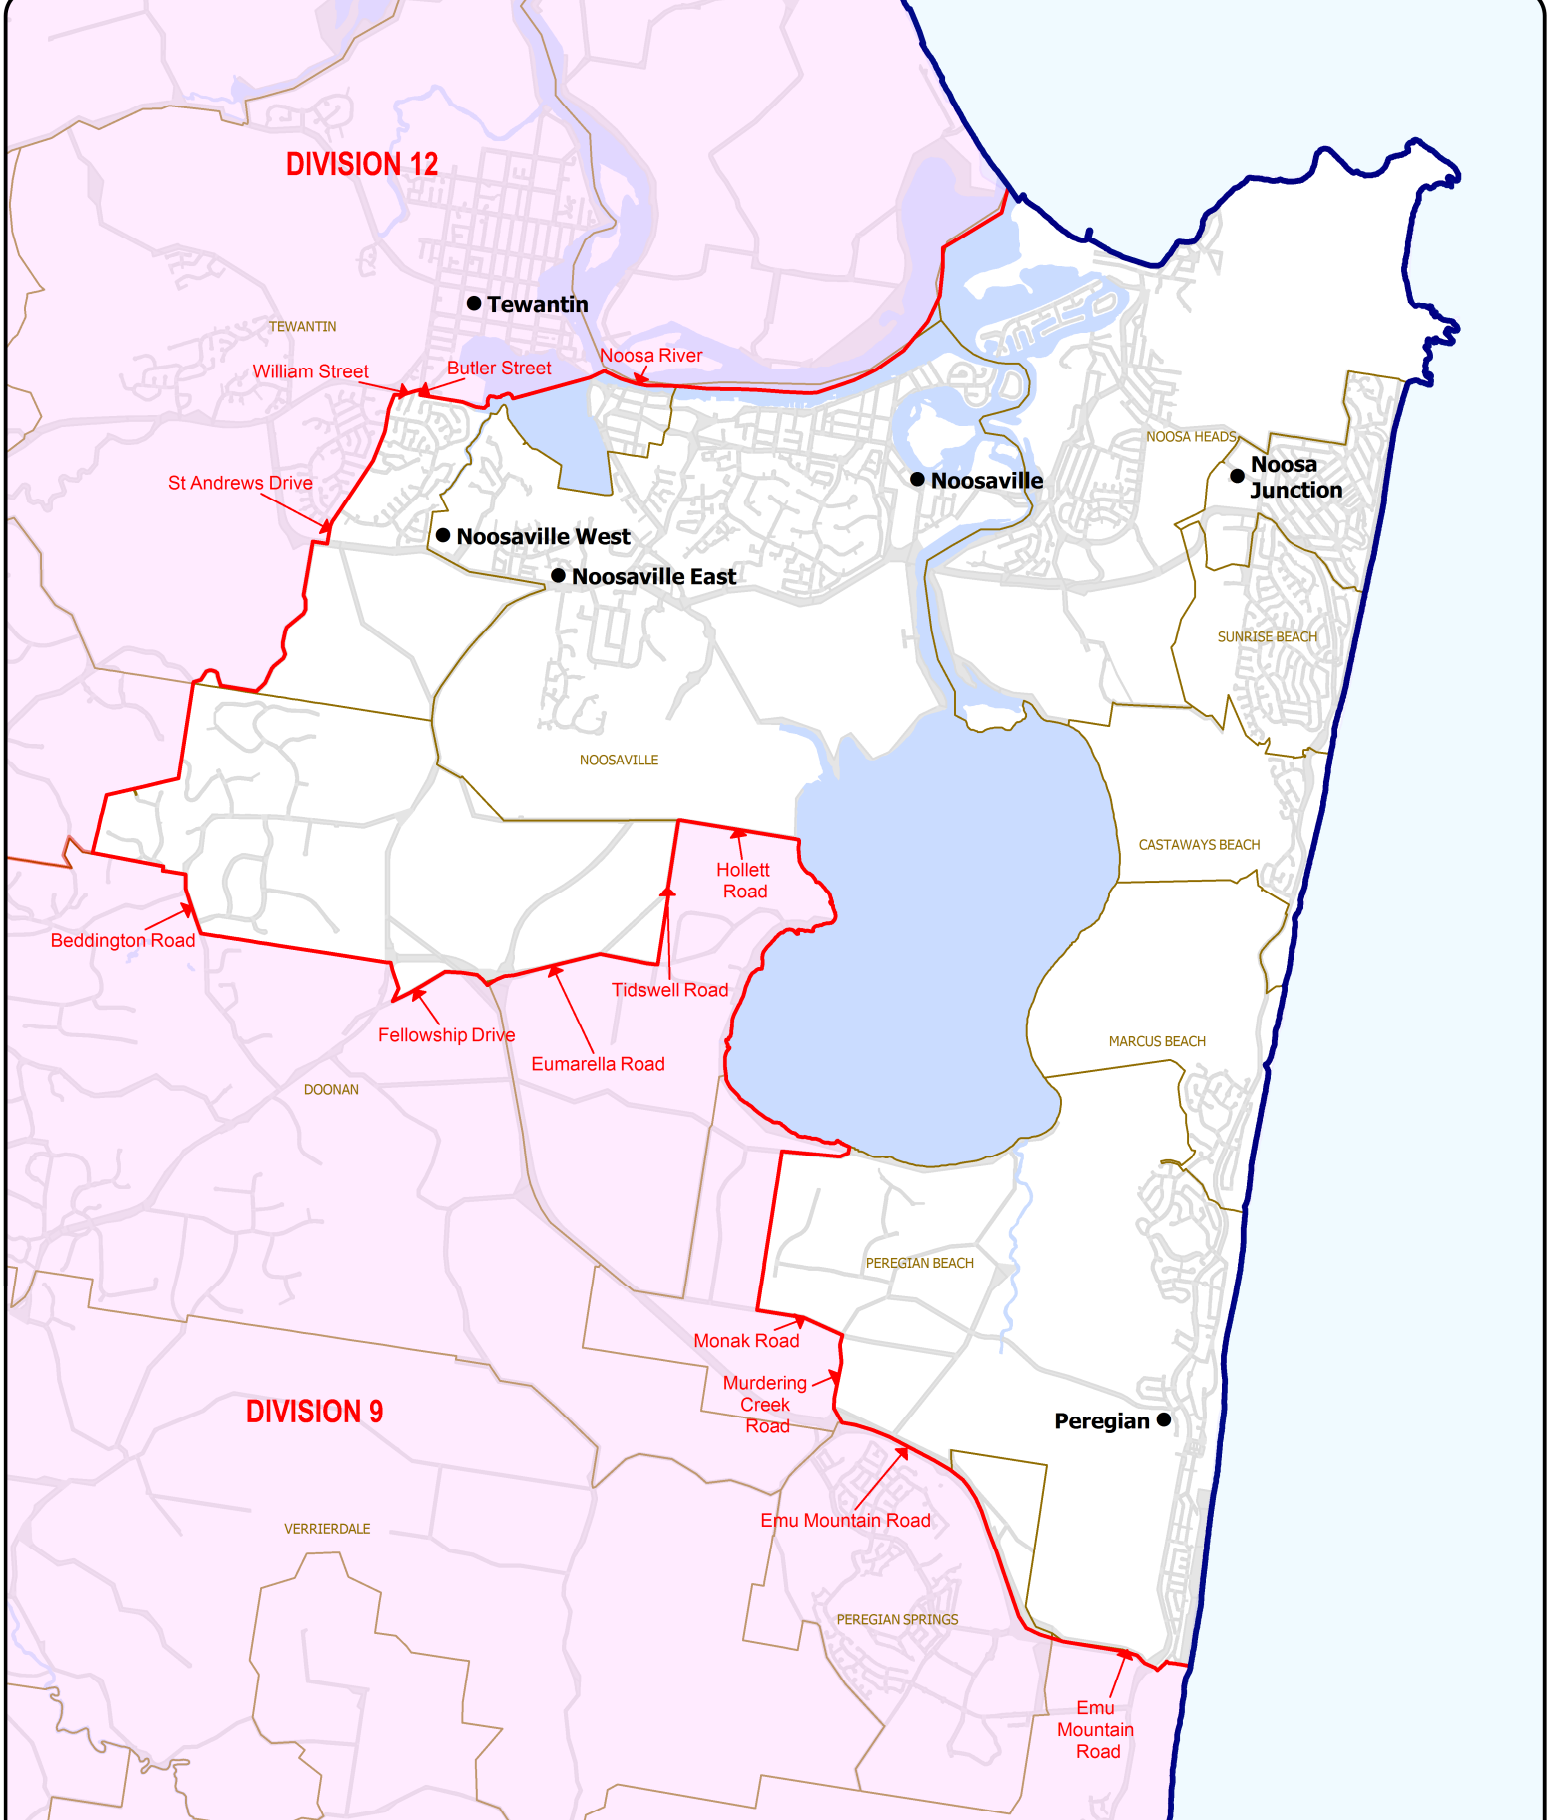 DIVISION 12
Tewantin
TEWANTIN
William Street
Butler Street
Noosa River
NOOSA HEADS
Noosa
Junction
St Andrews Drive
Noosaville
Noosaville West
Noosaville East
SUNRISE BEACH
NOOSAVILLE
CASTAWAYS BEACH
Hollett
Road
Beddington Road
Tidswell Road
Fellowship Drive
Eumarella Road
MARCUS BEACH
DOONAN
PEREGIAN BEACH
Monak Road
Murdering
Creek
Road
DIVISION 9
Peregian
Emu Mountain Road
VERRIERDALE
PEREGIAN SPRINGS
Emu
Mountain
Road